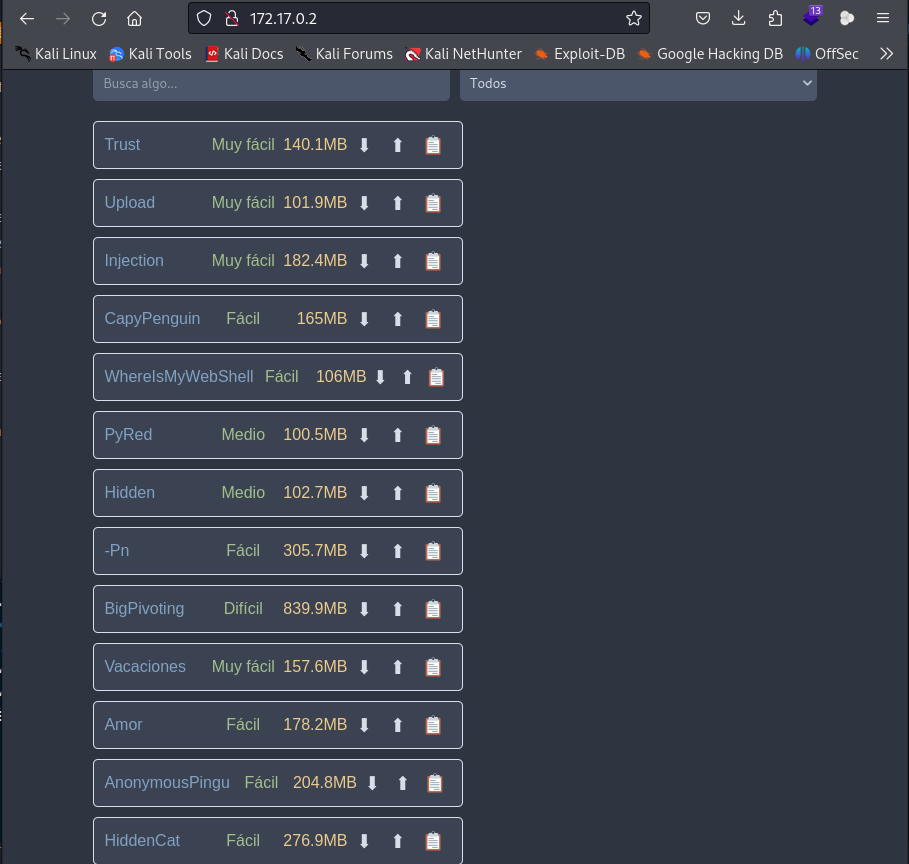 172.17.0.2
13
Kali Linux Kali Tools Kali Docs Kali Forums Kali NetHunter Exploit-DB Google Hacking DB OffSec
Busca algo... Todos
Trust Muy fácil 140.1MB
Upload Muy fácil 101.9MB
Injection Muy fácil 182.4MB
CapyPenguin Fácil 165MB
WhereIsMyWebShell Fácil 106MB
PyRed Medio 100.5MB
Hidden Medio 102.7MB
-Pn Fácil 305.7MB
BigPivoting Difícil 839.9MB
Vacaciones Muy fácil 157.6MB
Amor Fácil 178.2MB
AnonymousPingu Fácil 204.8MB
HiddenCat Fácil 276.9MB